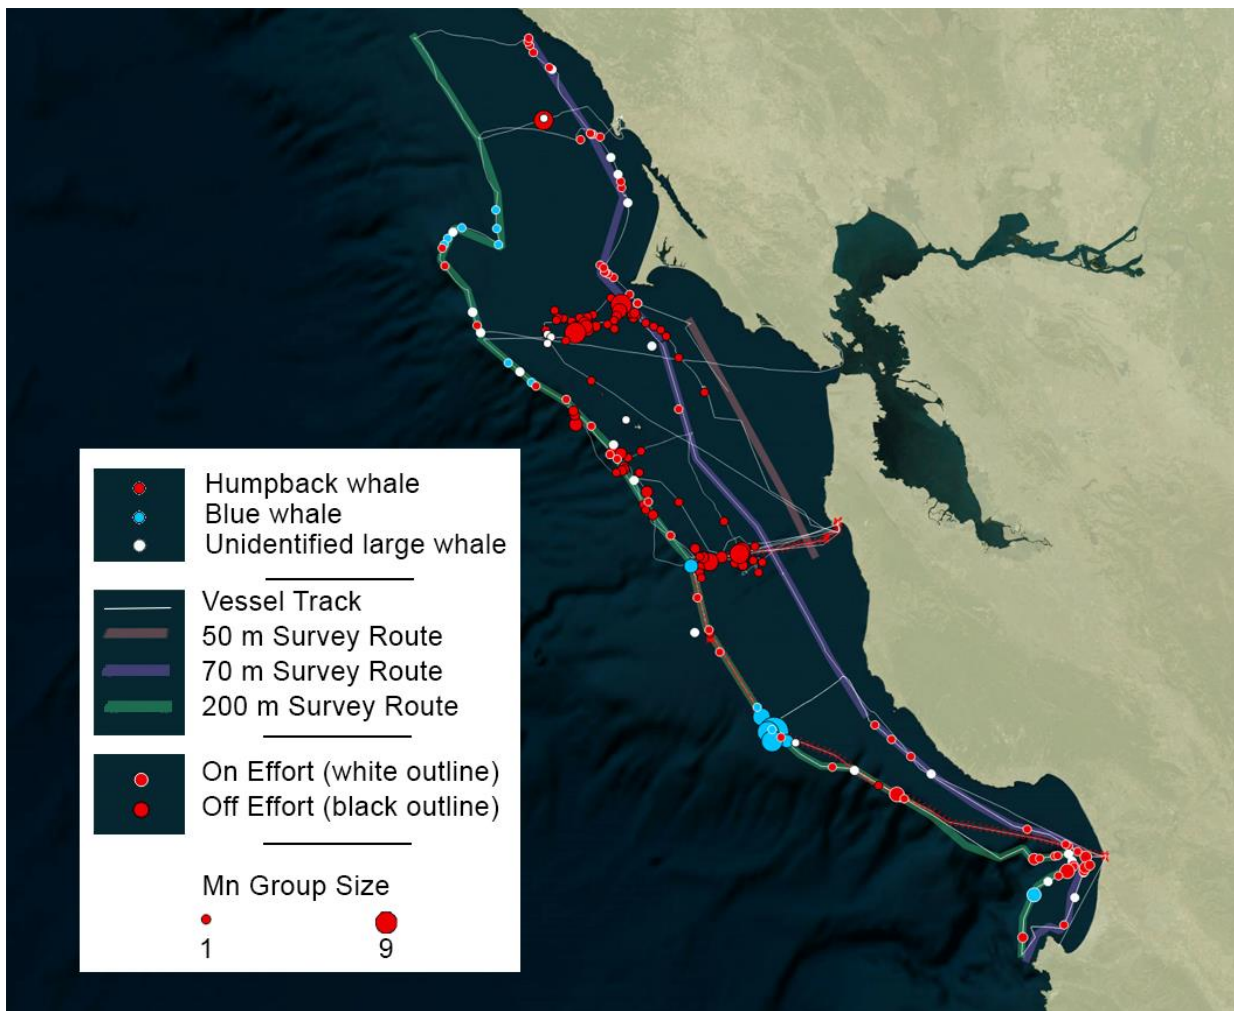 Humpback whale
Blue whale
Unidentified large whale
Vessel Track
50 m Survey Route
70 m Survey Route
200 m Survey Route
On Effort (white outline)
Off Effort (black outline)
Mn Group Size
1 9